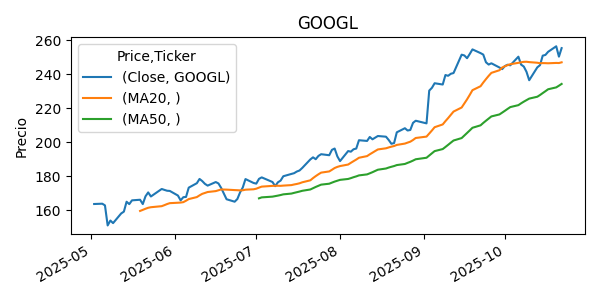 GOOGL
Price,Ticker
(Close, GOOGL)
(MA20, )
(MA50, )
Precio
260
240
220
200
180
160
2025-05
2025-06
2025-07
2025-08
2025-09
2025-10